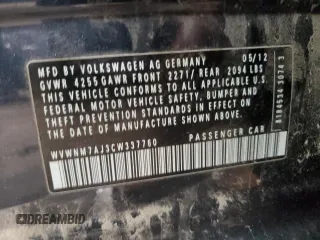 MFD BY VOLKSWAGEN AG GERMANY 05/12
GVWR 4255 GAWR FRONT 2271/ REAR 2094 LBS
THIS VEHICLE CONFORMS TO ALL APPLICABLE
FEDERAL MOTOR VEHICLE SAFETY, BUMPER AND
THEFT PREVENTION STANDARDS IN EFFECT ON
THE DATE OF MANUFACTURE SHOWN ABOVE
WVWNM7AJ3CW337760 PASSENGER CAR
DREAMBID